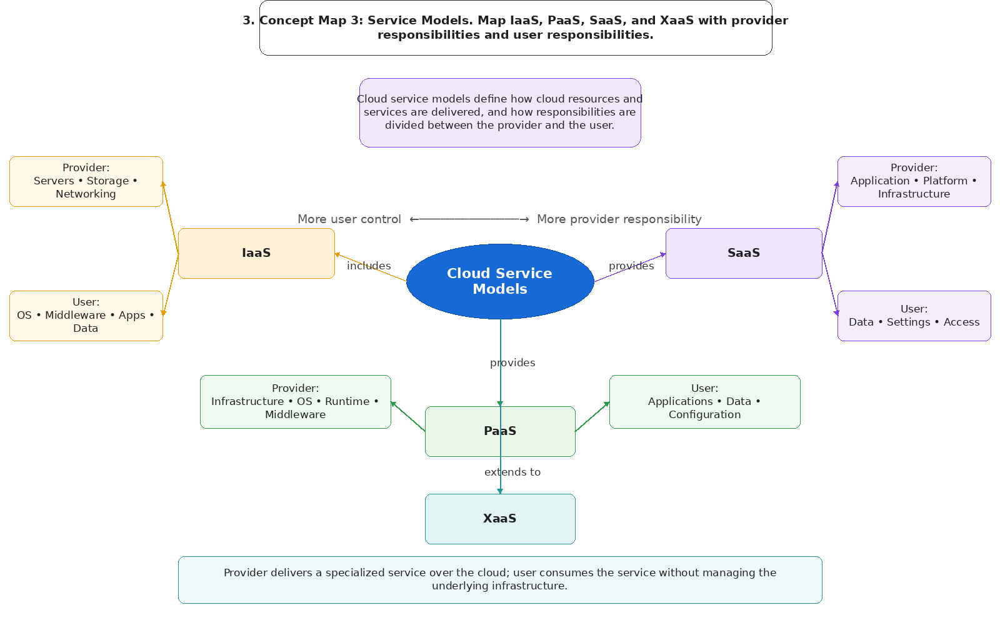 3. Concept Map 3: Service Models. Map IaaS, PaaS, SaaS, and XaaS with provider
responsibilities and user responsibilities.
Cloud service models define how cloud resources and
services are delivered, and how responsibilities are
divided between the provider and the user.
Provider:
Servers • Storage •
Networking
Provider:
Application • Platform •
Infrastructure
More user control ←──────────────→ More provider responsibility
IaaS
SaaS
includes
provides
Cloud Service
Models
User:
OS • Middleware • Apps •
Data
User:
Data • Settings • Access
provides
Provider:
Infrastructure • OS • Runtime •
Middleware
User:
Applications • Data •
Configuration
PaaS
extends to
XaaS
Provider delivers a specialized service over the cloud; user consumes the service without managing the
underlying infrastructure.